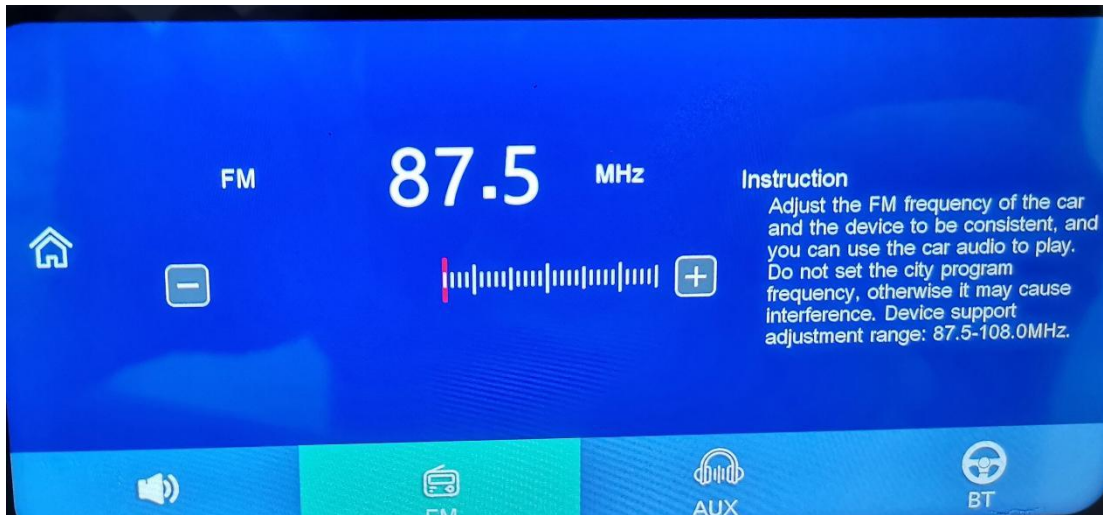 FM
87.5
MHz
Instruction
Adjust the FM frequency of the car
and the device to be consistent, and
you can use the car audio to play.
Do not set the city program
frequency, otherwise it may cause
interference. Device support
adjustment range: 87.5-108.0MHz.
FM
AUX
BT